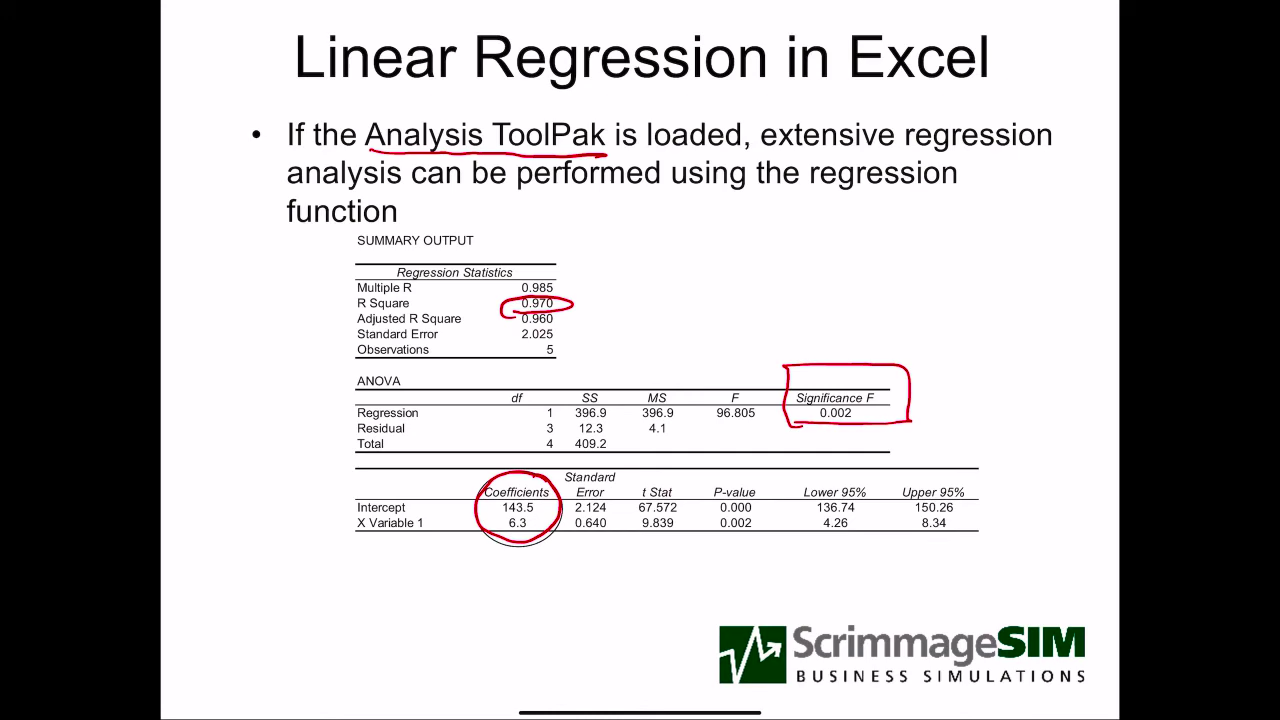 Linear Regression in Excel
• If the Analysis ToolPak is loaded, extensive regression
analysis can be performed using the regression
function
SUMMARY OUTPUT
Regression Statistics
Multiple R 0.985
R Square 0.970
Adjusted R Square 0.960
Standard Error 2.025
Observations 5
ANOVA
df SS MS F Significance F
Regression 1 396.9 396.9 96.805 0.002
Residual 3 12.3 4.1
Total 4 409.2
Coefficients Standard Error t Stat P-value Lower 95% Upper 95%
Intercept 143.5 2.124 67.572 0.000 136.74 150.26
X Variable 1 6.3 0.640 9.839 0.002 4.26 8.34
ScrimmageSIM
BUSINESS SIMULATIONS